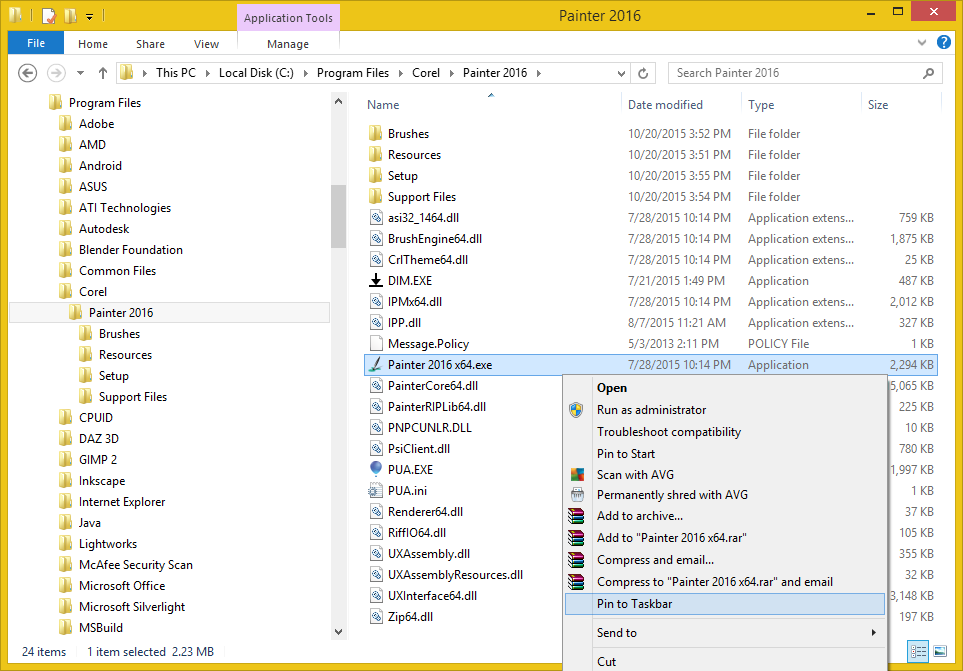 Application Tools
Painter 2016
File Home Share View Manage
This PC Local Disk (C:) Program Files Corel Painter 2016 Search Painter 2016
Program Files
Adobe
AMD
Android
ASUS
ATI Technologies
Autodesk
Blender Foundation
Common Files
Corel
Painter 2016
Brushes
Resources
Setup
Support Files
CPUID
DAZ 3D
GIMP 2
Inkscape
Internet Explorer
Java
Lightworks
McAfee Security Scan
Microsoft Office
Microsoft Silverlight
MSBuild
Name Date modified Type Size
Brushes 10/20/2015 3:52 PM File folder
Resources 10/20/2015 3:51 PM File folder
Setup 10/20/2015 3:55 PM File folder
Support Files 10/20/2015 3:54 PM File folder
asi32_1464.dll 7/28/2015 10:14 PM Application extens... 759 KB
BrushEngine64.dll 7/28/2015 10:14 PM Application extens... 1,875 KB
CrlTheme64.dll 7/28/2015 10:14 PM Application extens... 25 KB
DIM.EXE 7/21/2015 1:49 PM Application 487 KB
IPMx64.dll 7/28/2015 10:14 PM Application extens... 2,012 KB
IPP.dll 8/7/2015 11:21 AM Application extens... 327 KB
Message.Policy 5/3/2013 2:11 PM POLICY File 1 KB
Painter 2016 x64.exe 7/28/2015 10:14 PM Application 2,294 KB
PainterCore64.dll 5,065 KB
PainterRIPLib64.dll 225 KB
PNPCUNLR.DLL 10 KB
PsiClient.dll 780 KB
PUA.EXE 1,997 KB
PUA.ini 1 KB
Renderer64.dll 37 KB
RiffIO64.dll 105 KB
UXAssembly.dll 355 KB
UXAssemblyResources.dll 32 KB
UXInterface64.dll 3,148 KB
Zip64.dll 197 KB
Open
Run as administrator
Troubleshoot compatibility
Pin to Start
Scan with AVG
Permanently shred with AVG
Add to archive...
Add to "Painter 2016 x64.rar"
Compress and email...
Compress to "Painter 2016 x64.rar" and email
Pin to Taskbar
Send to
Cut
24 items 1 item selected 2.23 MB